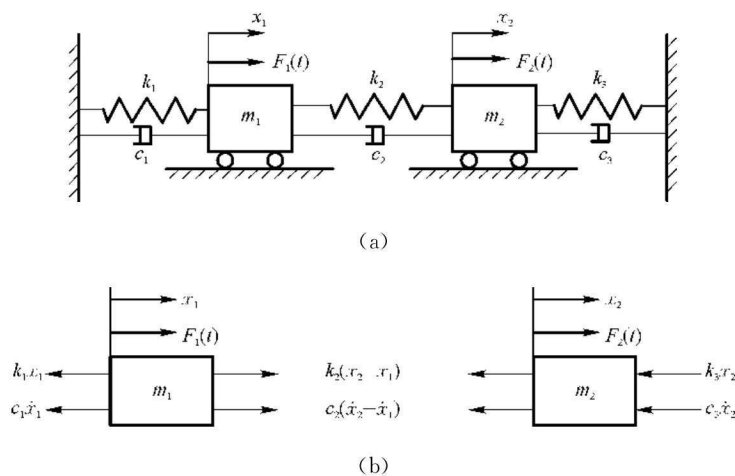 x₁ x₂
F₁(t) F₂(t)
k₁ k₂ k₃
m₁ m₂
c₁ c₂ c₃
(a)
x₁ x₂
F₁(t) F₂(t)
k₁x₁ k₂(x₂ x₁) k₃x₂
m₁ m₂
c₁ẋ₁ c₂(ẋ₂−ẋ₁) c₃ẋ₂
(b)